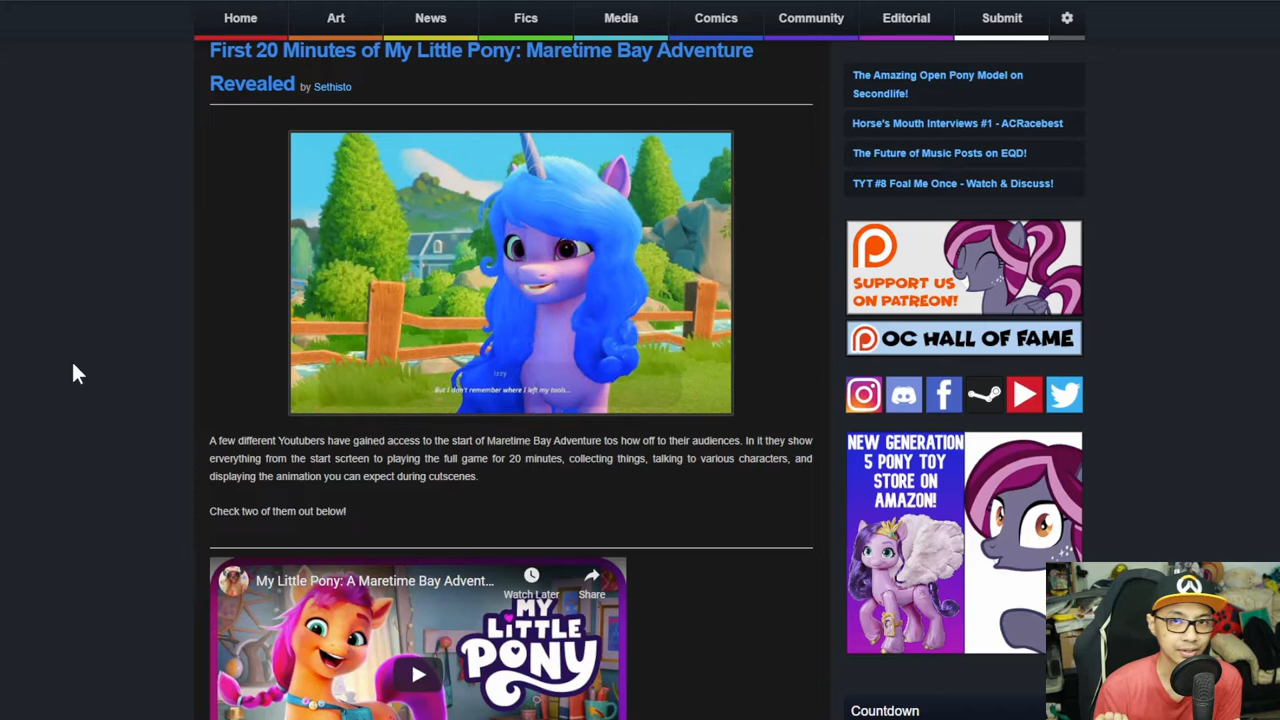 Home Art News Fics Media Comics Community Editorial Submit
First 20 Minutes of My Little Pony: Maretime Bay Adventure
Revealed by Sethisto
Izzy
But I don't remember where I left my tools...
A few different Youtubers have gained access to the start of Maretime Bay Adventure tos how off to their audiences. In it they show
erverything from the start scrteen to playing the full game for 20 minutes, collecting things, talking to various characters, and
displaying the animation you can expect during cutscenes.
Check two of them out below!
My Little Pony: A Maretime Bay Advent...
Watch Later
Share
MY
LITTLE
PONY
The Amazing Open Pony Model on
Secondlife!
Horse's Mouth Interviews #1 - ACRacebest
The Future of Music Posts on EQD!
TYT #8 Foal Me Once - Watch & Discuss!
SUPPORT US
ON PATREON!
OC HALL OF FAME
NEW GENERATION
5 PONY TOY
STORE ON
AMAZON!
Countdown